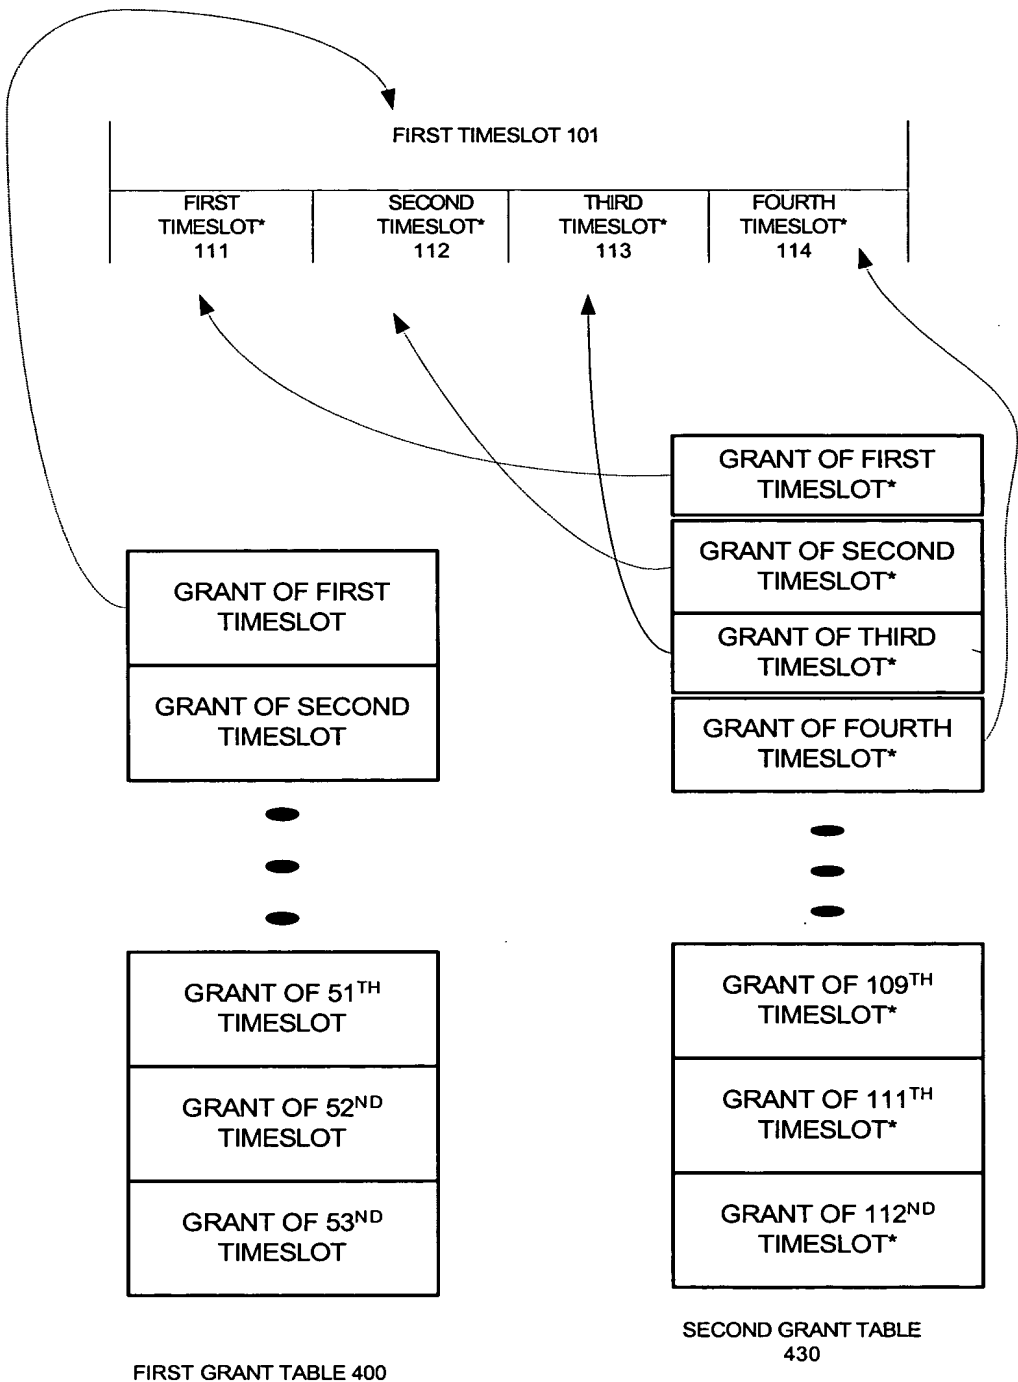 FIRST TIMESLOT 101
FIRST
TIMESLOT*
111
SECOND
TIMESLOT*
112
THIRD
TIMESLOT*
113
FOURTH
TIMESLOT*
114
GRANT OF FIRST
TIMESLOT
GRANT OF SECOND
TIMESLOT
GRANT OF 51TH
TIMESLOT
GRANT OF 52ND
TIMESLOT
GRANT OF 53ND
TIMESLOT
FIRST GRANT TABLE 400
GRANT OF FIRST
TIMESLOT*
GRANT OF SECOND
TIMESLOT*
GRANT OF THIRD
TIMESLOT*
GRANT OF FOURTH
TIMESLOT*
GRANT OF 109TH
TIMESLOT*
GRANT OF 111TH
TIMESLOT*
GRANT OF 112ND
TIMESLOT*
SECOND GRANT TABLE
430